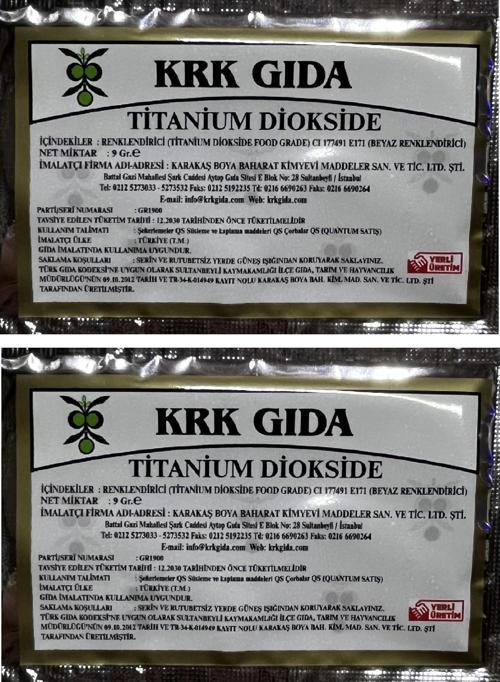 KRK GIDA
TİTANİUM DİOKSİDE
İÇİNDEKİLER : RENKLENDİRİCİ (TİTANİUM DİOKSİDE FOOD GRADE) CI 177491 E171 (BEYAZ RENKLENDİRİCİ)
NET MİKTAR : 9 Gr.℮
İMALATÇI FİRMA ADI-ADRESİ : KARAKAŞ BOYA BAHARAT KİMYEVİ MADDELER SAN. VE TİC. LTD. ŞTİ.
Battal Gazi Mahallesi Şark Caddesi Aytop Gıda Sitesi E Blok No: 28 Sultanbeyli / İstanbul
Tel: 0212 5273033 - 5273532 Faks: 0212 5192235 Td: 0216 6690263 Faks: 0216 6690264
E-mail: info@krkgida.com Web: krkgida.com
PARTİ/SERİ NUMARASI : GR1900
TAVSİYE EDİLEN TÜKETİM TARİTİ : 12.2030 TARİHİNDEN ÖNCE TÜKETİLMELİDİR
KULLANIM TALİMATI : Şekerlemeler QS Süsleme ve kaplama maddeleri QS Çorbalar QS (QUANTUM SATIS)
İMALATÇI ÜLKE : TÜRKİYE (T.M.)
GIDA İMALATINDA KULLANIMA UYGUNDUR.
SAKLAMA KOŞULLARI : SERİN VE RUTUBETSİZ YERDE GÜNEŞ IŞIĞINDAN KORUYARAK SAKLAYINIZ.
TÜRK GIDA KODEKSİ'NE UYGUN OLARAK SULTANBEYLİ KAYMAKAMLIĞI İLÇE GIDA, TARIM VE HAYVANCILIK
MÜDÜRLÜĞÜ'NÜN 09.10.2012 TARİH VE TR-34-K-014949 KAYIT NOLU KARAKAŞ BOYA BAH. KİM. MAD. SAN. VE TİC. LTD. ŞTİ
TARAFINDAN ÜRETİLMİŞTİR.
YERLİ
ÜRETİM
KRK GIDA
TİTANİUM DİOKSİDE
İÇİNDEKİLER : RENKLENDİRİCİ (TİTANİUM DİOKSİDE FOOD GRADE) CI 177491 E171 (BEYAZ RENKLENDİRİCİ)
NET MİKTAR : 9 Gr.℮
İMALATÇI FİRMA ADI-ADRESİ : KARAKAŞ BOYA BAHARAT KİMYEVİ MADDELER SAN. VE TİC. LTD. ŞTİ.
Battal Gazi Mahallesi Şark Caddesi Aytop Gıda Sitesi E Blok No: 28 Sultanbeyli / İstanbul
Tel: 0212 5273033 - 5273532 Faks: 0212 5192235 Td: 0216 6690263 Faks: 0216 6690264
E-mail: info@krkgida.com Web: krkgida.com
PARTİ/SERİ NUMARASI : GR1900
TAVSİYE EDİLEN TÜKETİM TARİTİ : 12.2030 TARİHİNDEN ÖNCE TÜKETİLMELİDİR
KULLANIM TALİMATI : Şekerlemeler QS Süsleme ve kaplama maddeleri QS Çorbalar QS (QUANTUM SATIŞ)
İMALATÇI ÜLKE : TÜRKİYE (T.M.)
GIDA İMALATINDA KULLANIMA UYGUNDUR.
SAKLAMA KOŞULLARI : SERİN VE RUTUBETSİZ YERDE GÜNEŞ IŞIĞINDAN KORUYARAK SAKLAYINIZ.
TÜRK GIDA KODEKSİ'NE UYGUN OLARAK SULTANBEYLİ KAYMAKAMLIĞI İLÇE GIDA, TARIM VE HAYVANCILIK
MÜDÜRLÜĞÜ'NÜN 09.10.2012 TARİH VE TR-34-K-014949 KAYIT NOLU KARAKAŞ BOYA BAH. KİM. MAD. SAN. VE TİC. LTD. ŞTİ
TARAFINDAN ÜRETİLMİŞTİR.
YERLİ
ÜRETİM